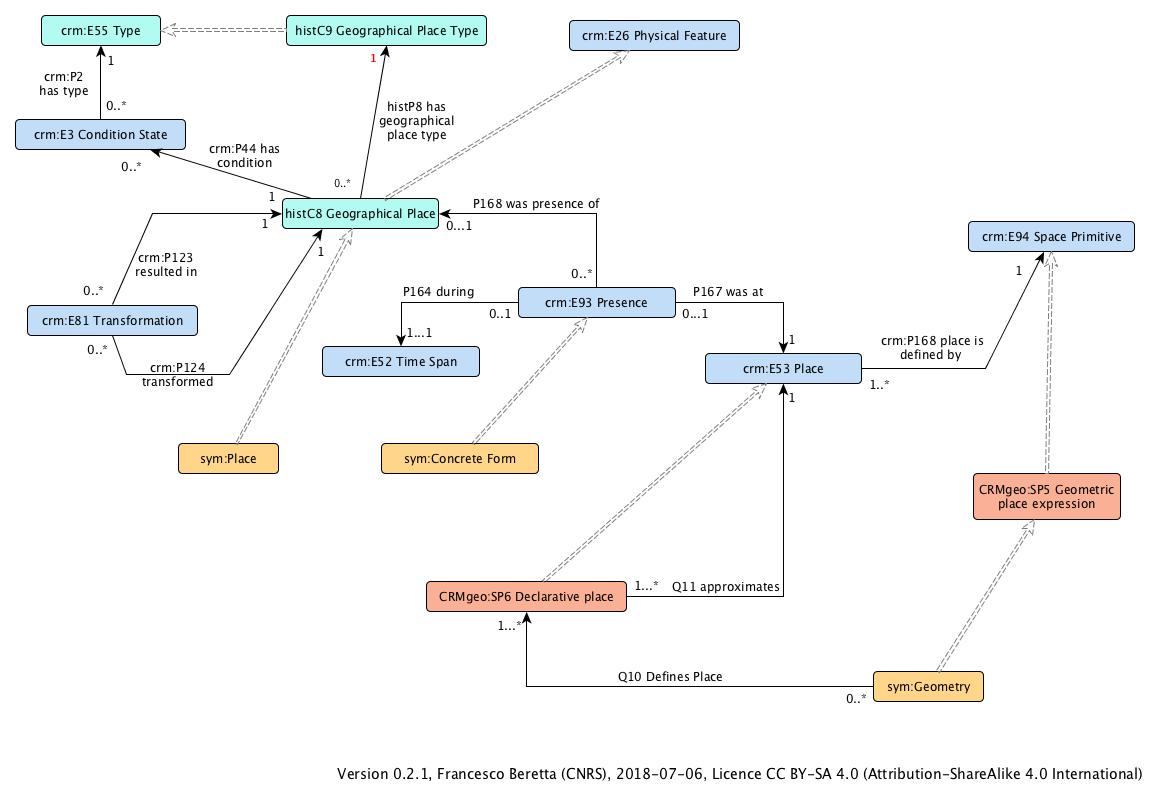 crm:E55 Type
histC9 Geographical Place Type
crm:E26 Physical Feature
1
1
crm:P2
has type
0..*
histP8 has
geographical
place type
crm:E3 Condition State
crm:P44 has
condition
0..*
0..*
1
histC8 Geographical Place
P168 was presence of
1
0...1
crm:E94 Space Primitive
1
crm:P123
resulted in
0..*
1
0..*
crm:E81 Transformation
0..*
P164 during
crm:E93 Presence
P167 was at
0..1
0...1
1...1
1
crm:E52 Time Span
crm:P124
transformed
crm:E53 Place
crm:P168 place is
defined by
1..*
1
sym:Place
sym:Concrete Form
CRMgeo:SP5 Geometric
place expression
CRMgeo:SP6 Declarative place
1...*
Q11 approximates
1...*
Q10 Defines Place
sym:Geometry
0..*
Version 0.2.1, Francesco Beretta (CNRS), 2018-07-06, Licence CC BY-SA 4.0 (Attribution-ShareAlike 4.0 International)